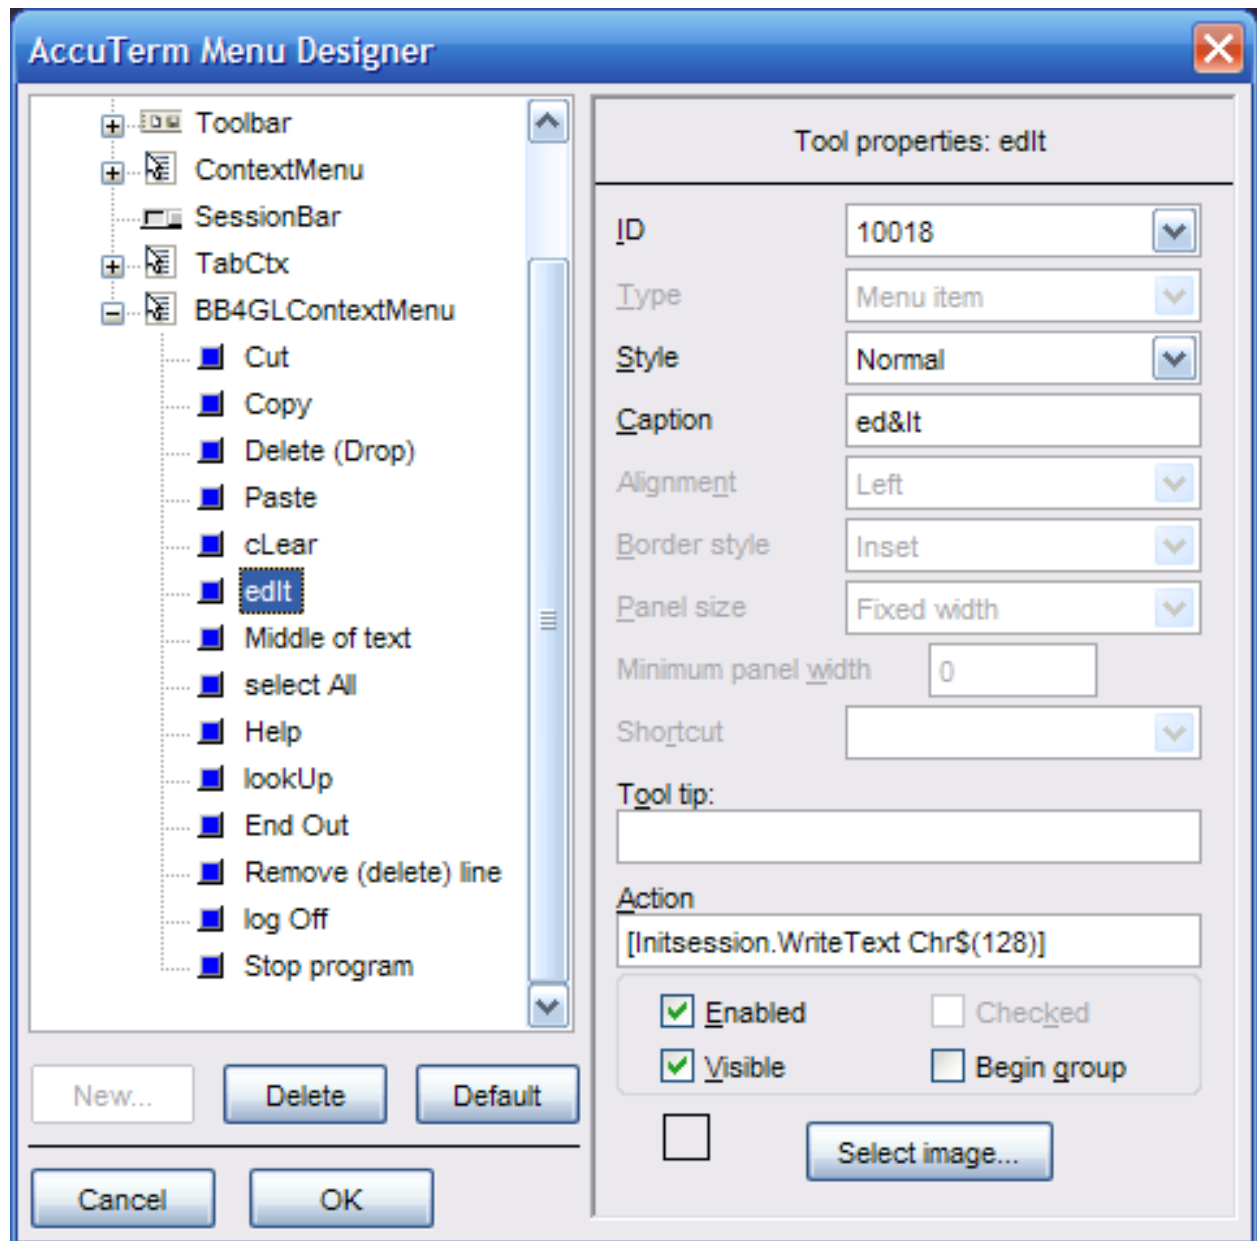 AccuTerm Menu Designer
Toolbar
ContextMenu
SessionBar
TabCtx
BB4GLContextMenu
Cut
Copy
Delete (Drop)
Paste
cLear
edIt
Middle of text
select All
Help
lookUp
End Out
Remove (delete) line
log Off
Stop program
New...
Delete
Default
Cancel
OK
Tool properties: edIt
ID
10018
Type
Menu item
Style
Normal
Caption
ed&It
Alignment
Left
Border style
Inset
Panel size
Fixed width
Minimum panel width
0
Shortcut
Tool tip:
Action
[Initsession.WriteText Chr$(128)]
Enabled
Checked
Visible
Begin group
Select image...